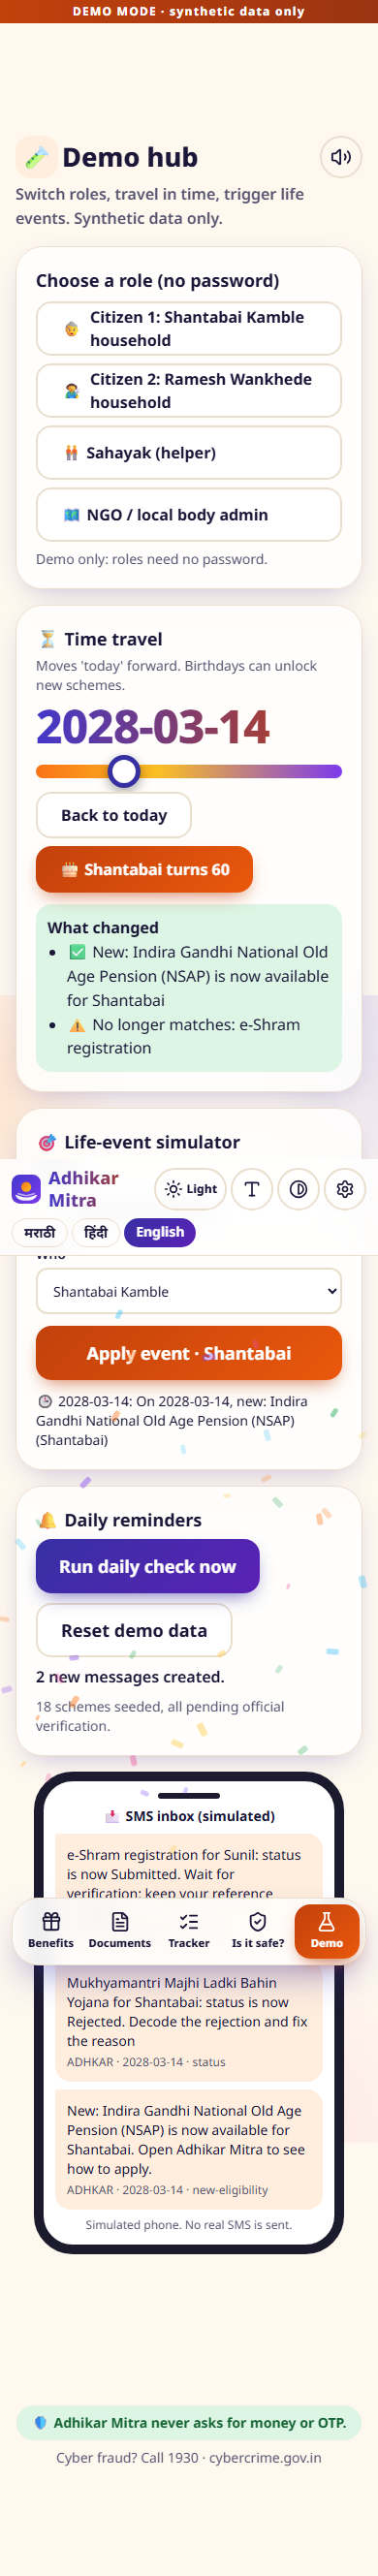 DEMO MODE · synthetic data only
Demo hub
Switch roles, travel in time, trigger life
events. Synthetic data only.
Choose a role (no password)
Citizen 1: Shantabai Kamble
household
Citizen 2: Ramesh Wankhede
household
Sahayak (helper)
NGO / local body admin
Demo only: roles need no password.
Time travel
Moves 'today' forward. Birthdays can unlock
new schemes.
2028-03-14
Back to today
Shantabai turns 60
What changed
New: Indira Gandhi National Old
Age Pension (NSAP) is now available
for Shantabai
No longer matches: e-Shram
registration
Life-event simulator
Adhikar
Mitra
Light
मराठी
हिंदी
English
Shantabai Kamble
Apply event · Shantabai
2028-03-14: On 2028-03-14, new: Indira
Gandhi National Old Age Pension (NSAP)
(Shantabai)
Daily reminders
Run daily check now
Reset demo data
2 new messages created.
18 schemes seeded, all pending official
verification.
SMS inbox (simulated)
e-Shram registration for Sunil: status
is now Submitted. Wait for
verification; keep your reference
Benefits
Documents
Tracker
Is it safe?
Demo
Mukhyamantri Majhi Ladki Bahin
Yojana for Shantabai: status is now
Rejected. Decode the rejection and fix
the reason
ADHKAR · 2028-03-14 · status
New: Indira Gandhi National Old Age
Pension (NSAP) is now available for
Shantabai. Open Adhikar Mitra to see
how to apply.
ADHKAR · 2028-03-14 · new-eligibility
Simulated phone. No real SMS is sent.
Adhikar Mitra never asks for money or OTP.
Cyber fraud? Call 1930 · cybercrime.gov.in